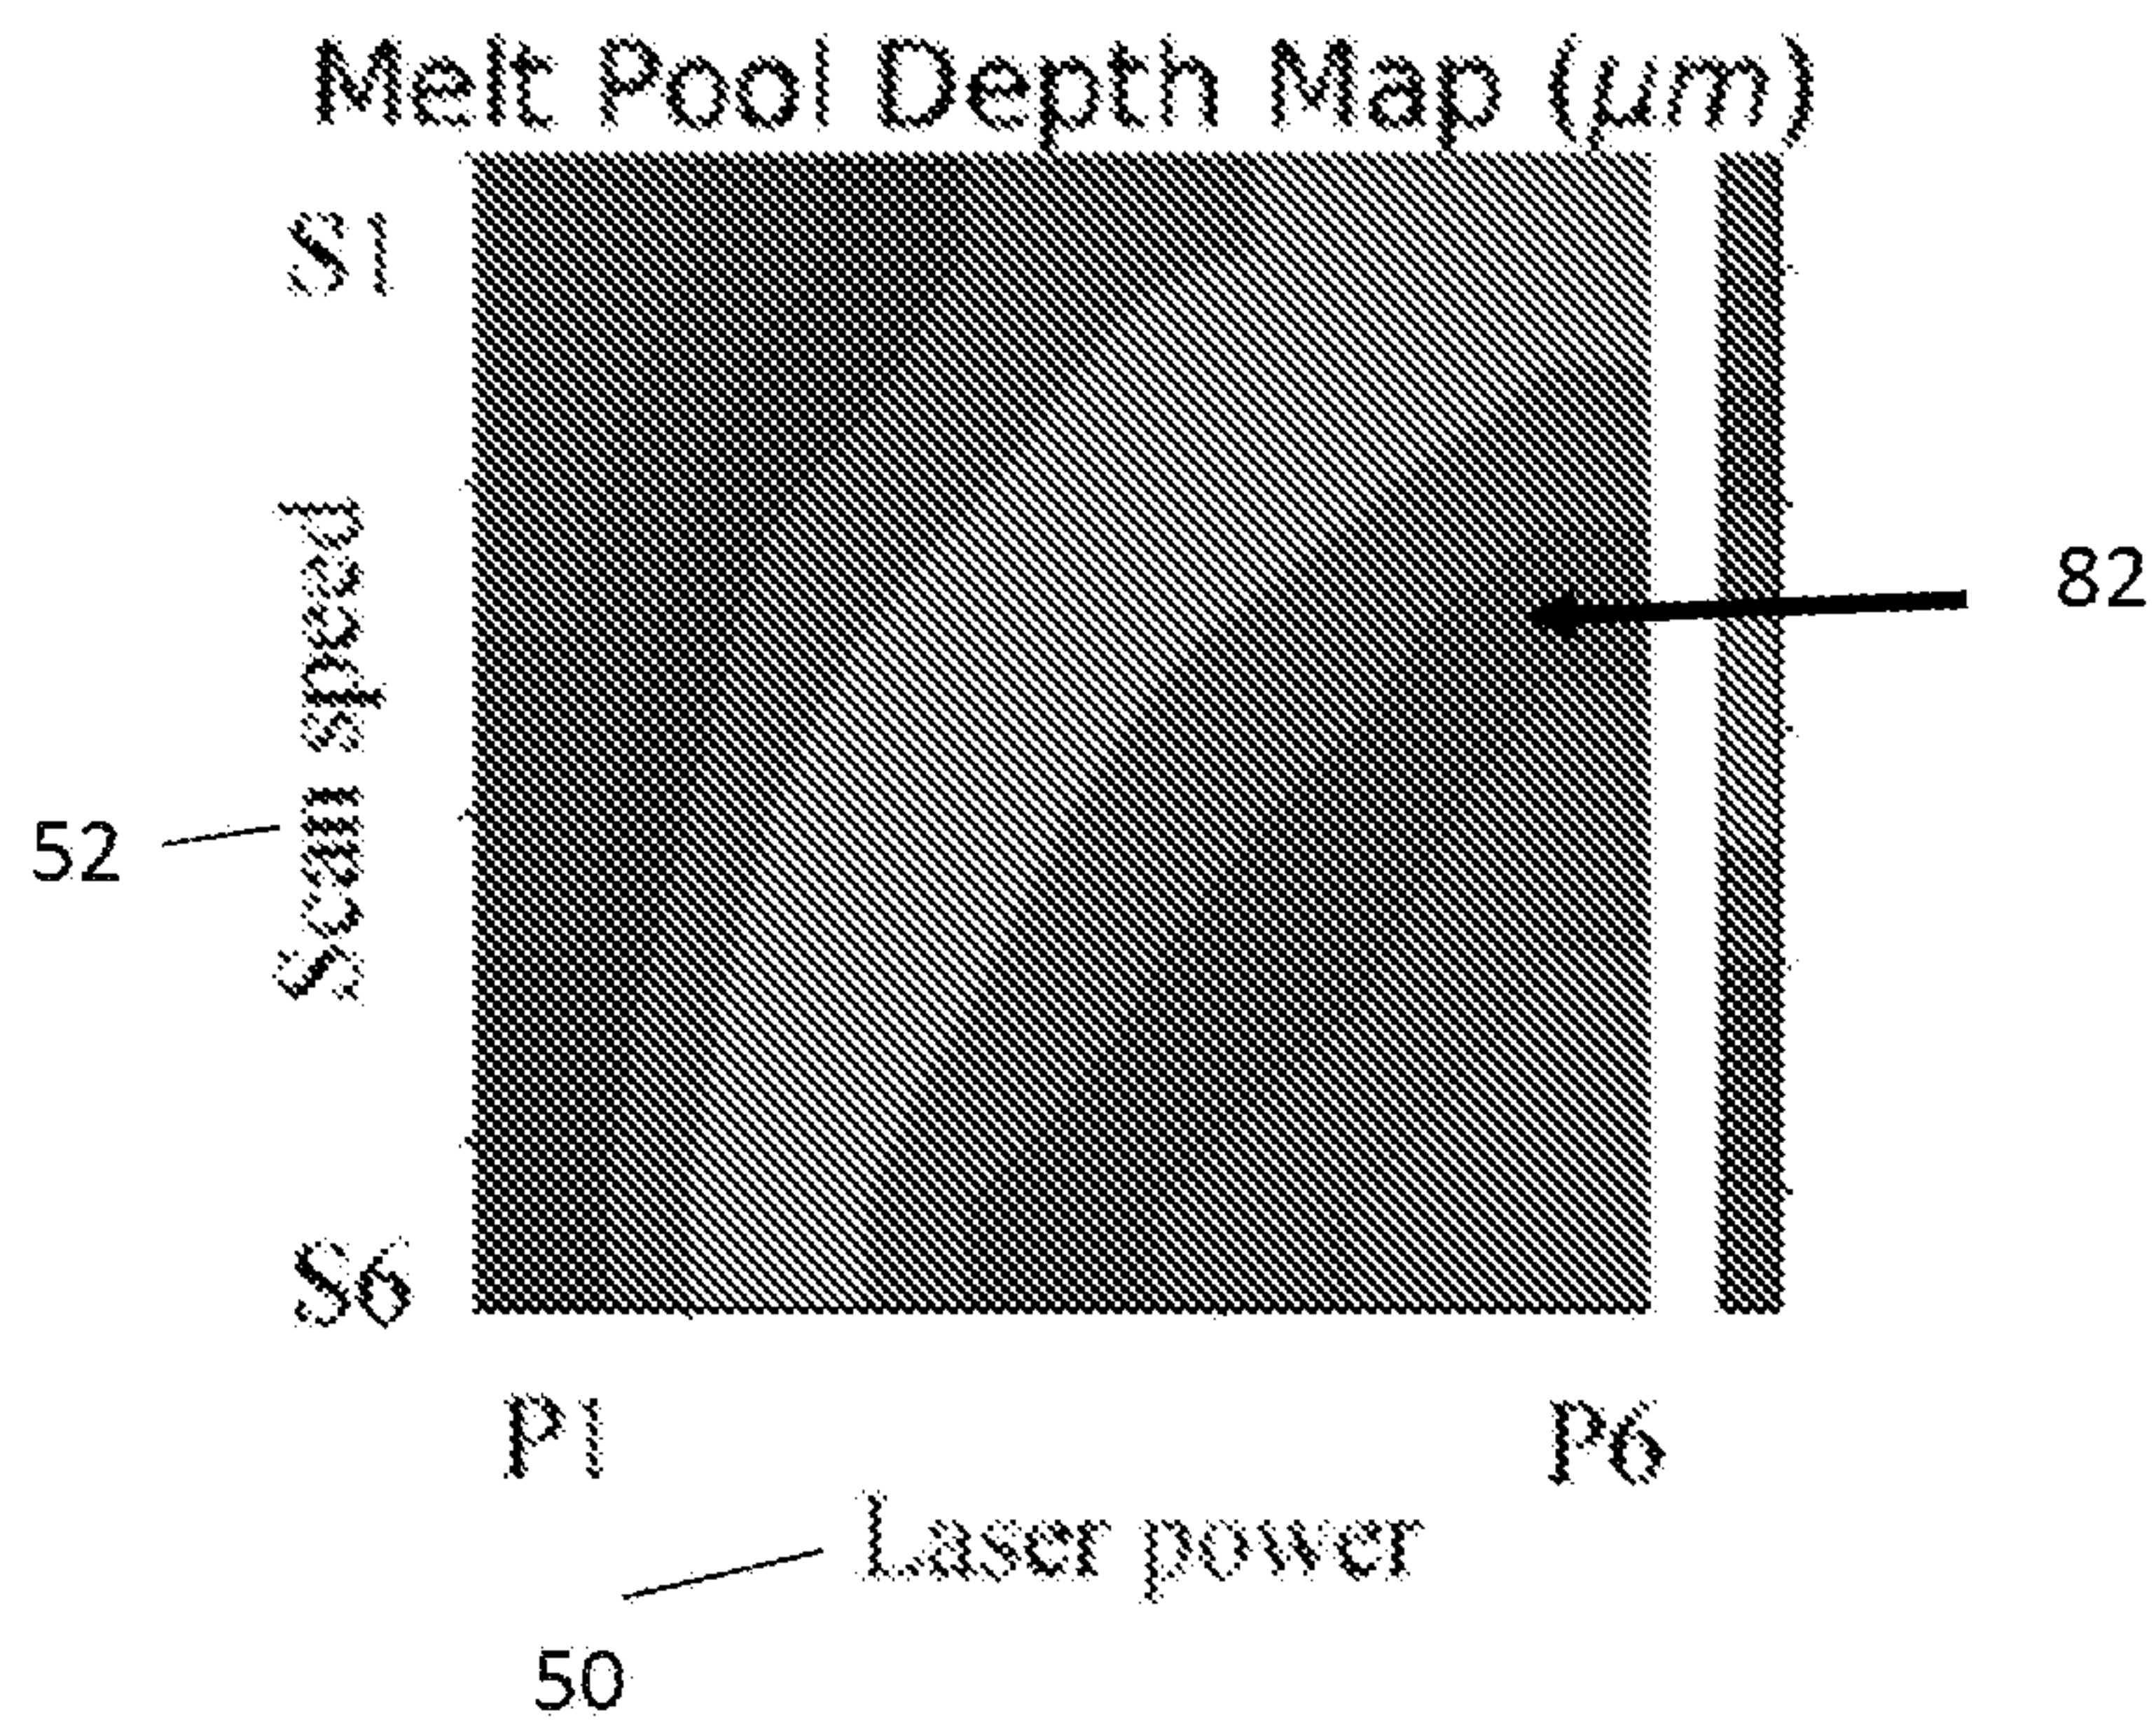 Melt Pool Depth Map (μm)
S1
82
Scan speed
52
S6
P1
P6
Laser power
50